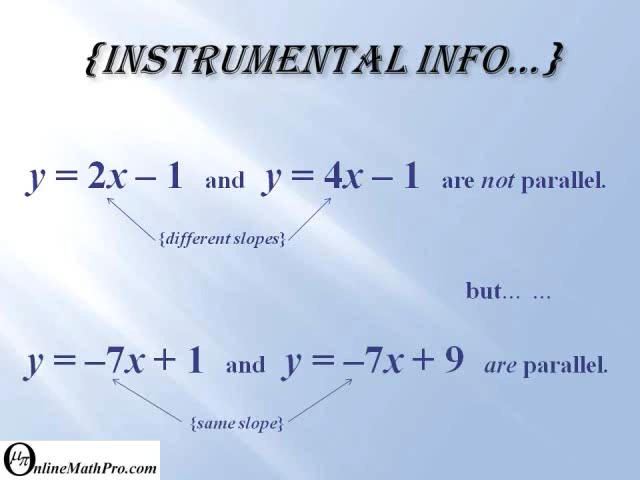 {INSTRUMENTAL INFO...}
y = 2x – 1 and y = 4x – 1 are not parallel.
{different slopes}
but... ...
y = –7x + 1 and y = –7x + 9 are parallel.
{same slope}
μπ OnlineMathPro.com